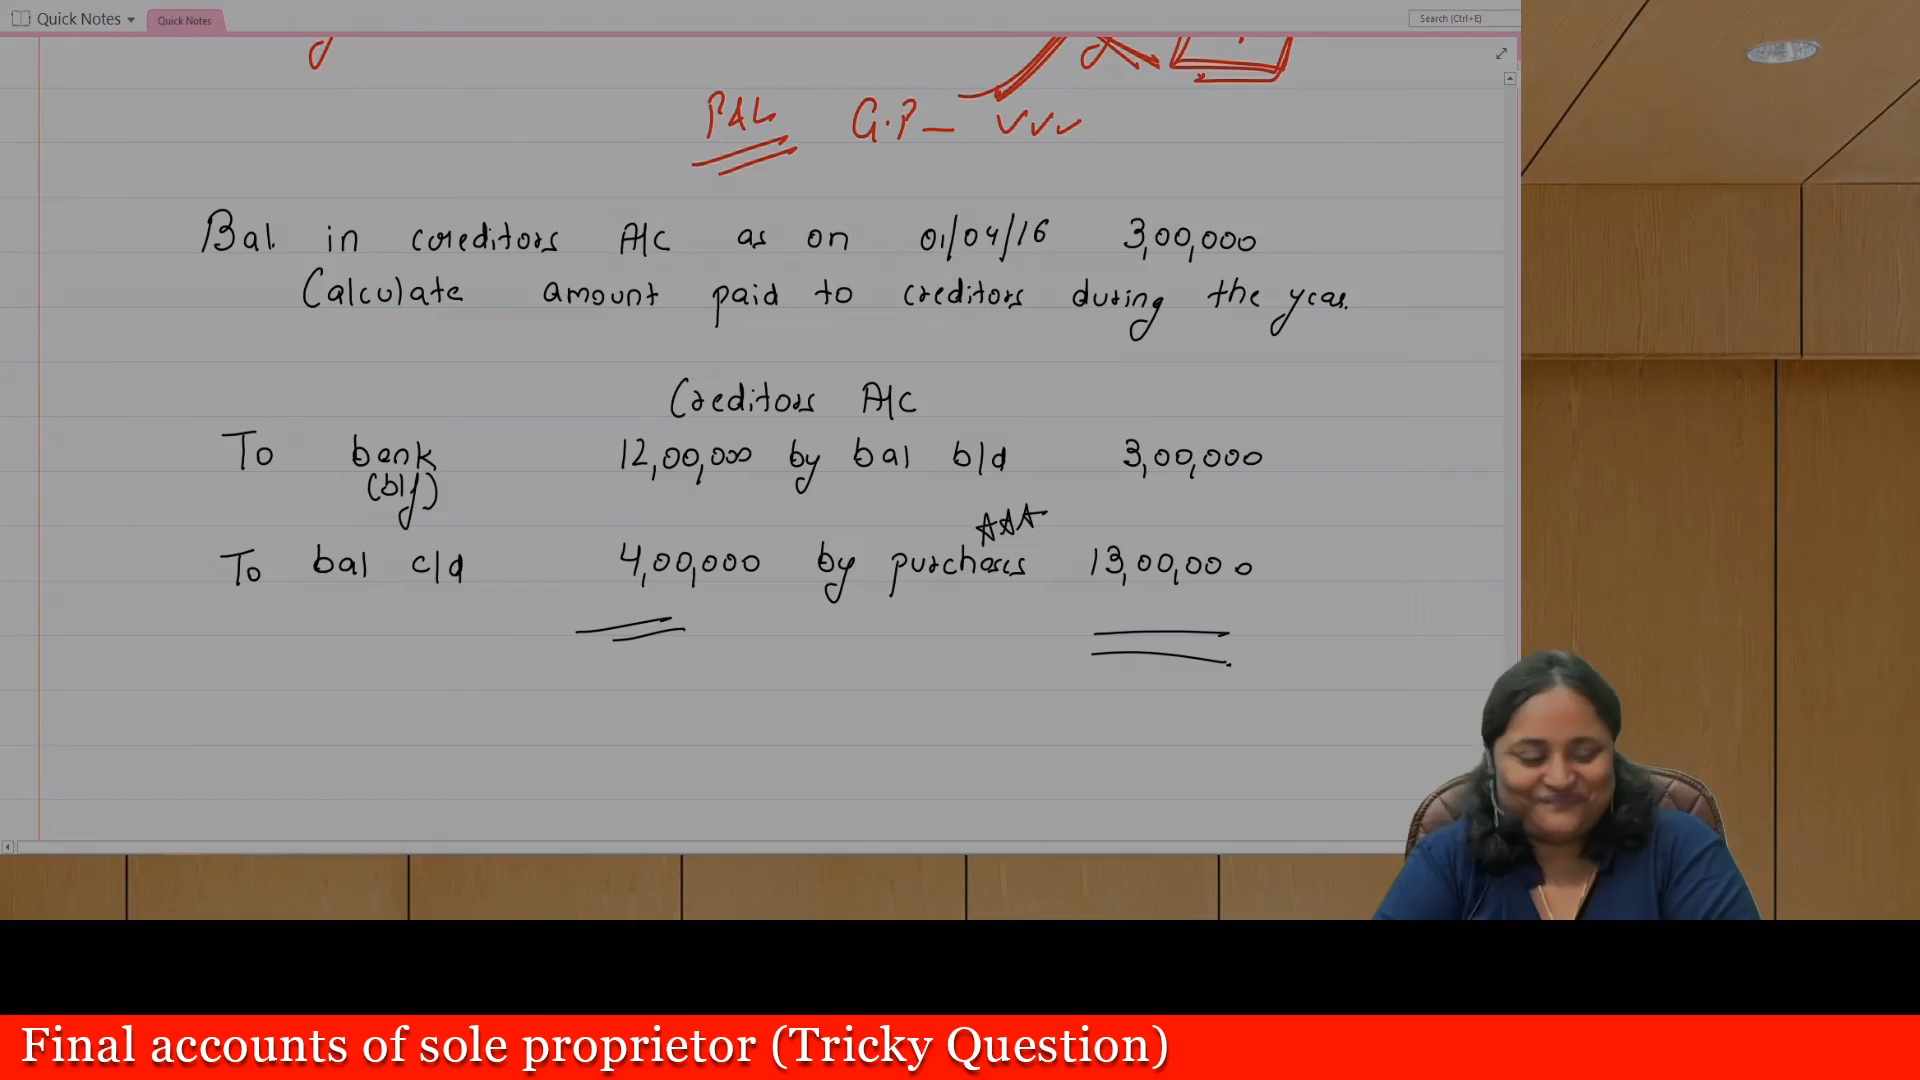 Quick Notes
Quick Notes
Search (Ctrl+E)
P&L G.P –
Bal. in creditors A/c as on 01/04/16 3,00,000
Calculate amount paid to creditors during the year.
Creditors A/c
To bank 12,00,000 by bal b/d 3,00,000
(b/f)
To bal c/d 4,00,000 by purchases 13,00,000
Final accounts of sole proprietor (Tricky Question)